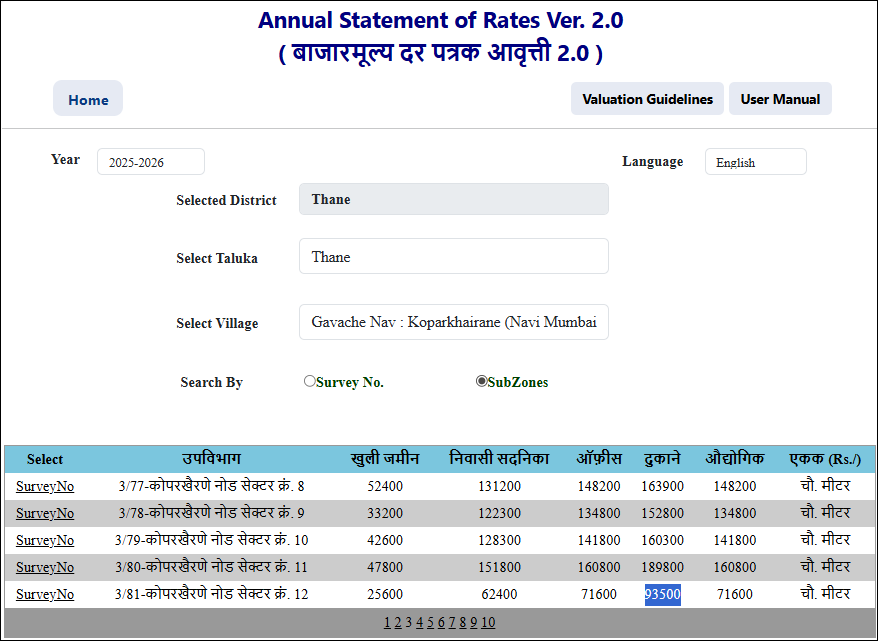 Annual Statement of Rates Ver. 2.0
( बाजारमूल्य दर पत्रक आवृत्ती 2.0 )
Home Valuation Guidelines User Manual
Year 2025-2026 Language English
Selected District Thane
Select Taluka Thane
Select Village Gavache Nav : Koparkhairane (Navi Mumbai
Search By Survey No. SubZones
Select उपविभाग खुली जमीन निवासी सदनिका ऑफ़ीस दुकाने औद्योगिक एकक (Rs./)
SurveyNo 3/77-कोपरखैरणे नोड सेक्टर क्रं. 8 52400 131200 148200 163900 148200 चौ. मीटर
SurveyNo 3/78-कोपरखैरणे नोड सेक्टर क्रं. 9 33200 122300 134800 152800 134800 चौ. मीटर
SurveyNo 3/79-कोपरखैरणे नोड सेक्टर क्रं. 10 42600 128300 141800 160300 141800 चौ. मीटर
SurveyNo 3/80-कोपरखैरणे नोड सेक्टर क्रं. 11 47800 151800 160800 189800 160800 चौ. मीटर
SurveyNo 3/81-कोपरखैरणे नोड सेक्टर क्रं. 12 25600 62400 71600 93500 71600 चौ. मीटर
1 2 3 4 5 6 7 8 9 10